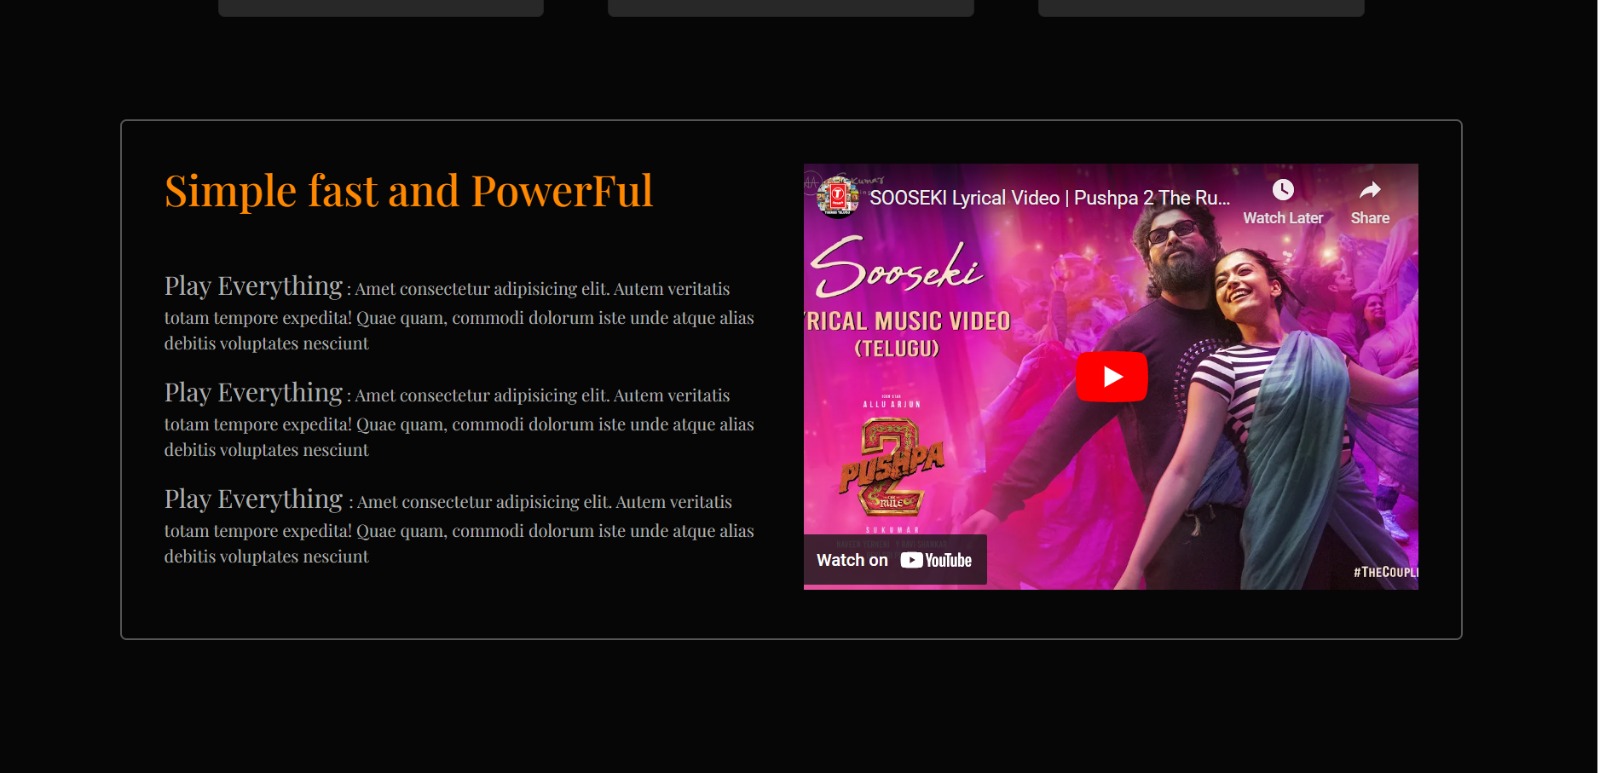 Simple fast and PowerFul
Play Everything : Amet consectetur adipisicing elit. Autem veritatis
totam tempore expedita! Quae quam, commodi dolorum iste unde atque alias
debitis voluptates nesciunt
Play Everything : Amet consectetur adipisicing elit. Autem veritatis
totam tempore expedita! Quae quam, commodi dolorum iste unde atque alias
debitis voluptates nesciunt
Play Everything : Amet consectetur adipisicing elit. Autem veritatis
totam tempore expedita! Quae quam, commodi dolorum iste unde atque alias
debitis voluptates nesciunt
SOOSEKI Lyrical Video | Pushpa 2 The Ru...
Watch Later
Share
Sooseki
RICAL MUSIC VIDEO
(TELUGU)
ALLU ARJUN
2
PUSHPA
THE RULE
SUKUMAR
Watch on YouTube
#THECOUPL